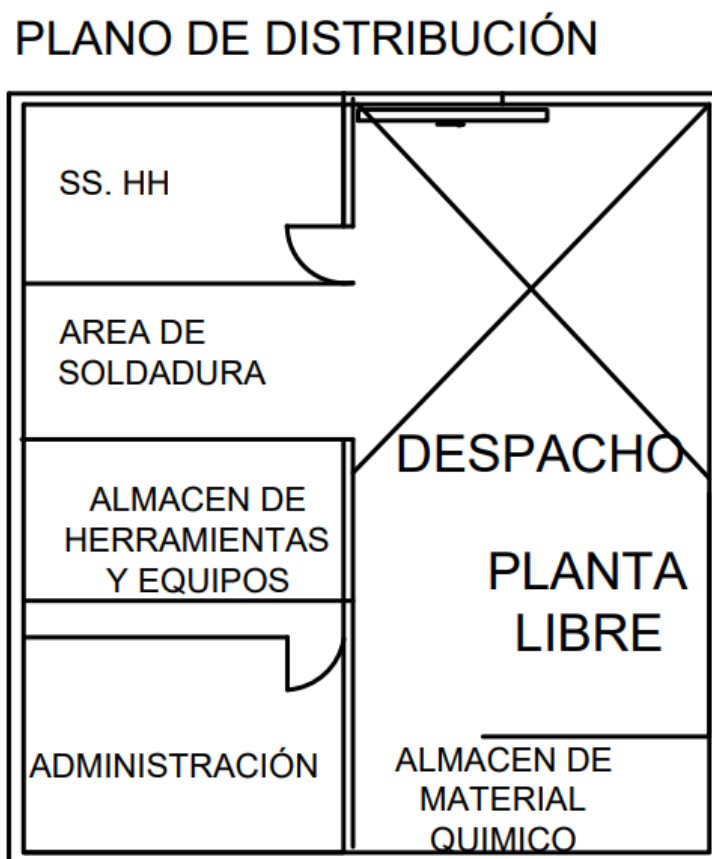 PLANO DE DISTRIBUCIÓN
SS. HH
AREA DE
SOLDADURA
DESPACHO
ALMACEN DE
HERRAMIENTAS
Y EQUIPOS
PLANTA
LIBRE
ADMINISTRACIÓN
ALMACEN DE
MATERIAL
QUIMICO